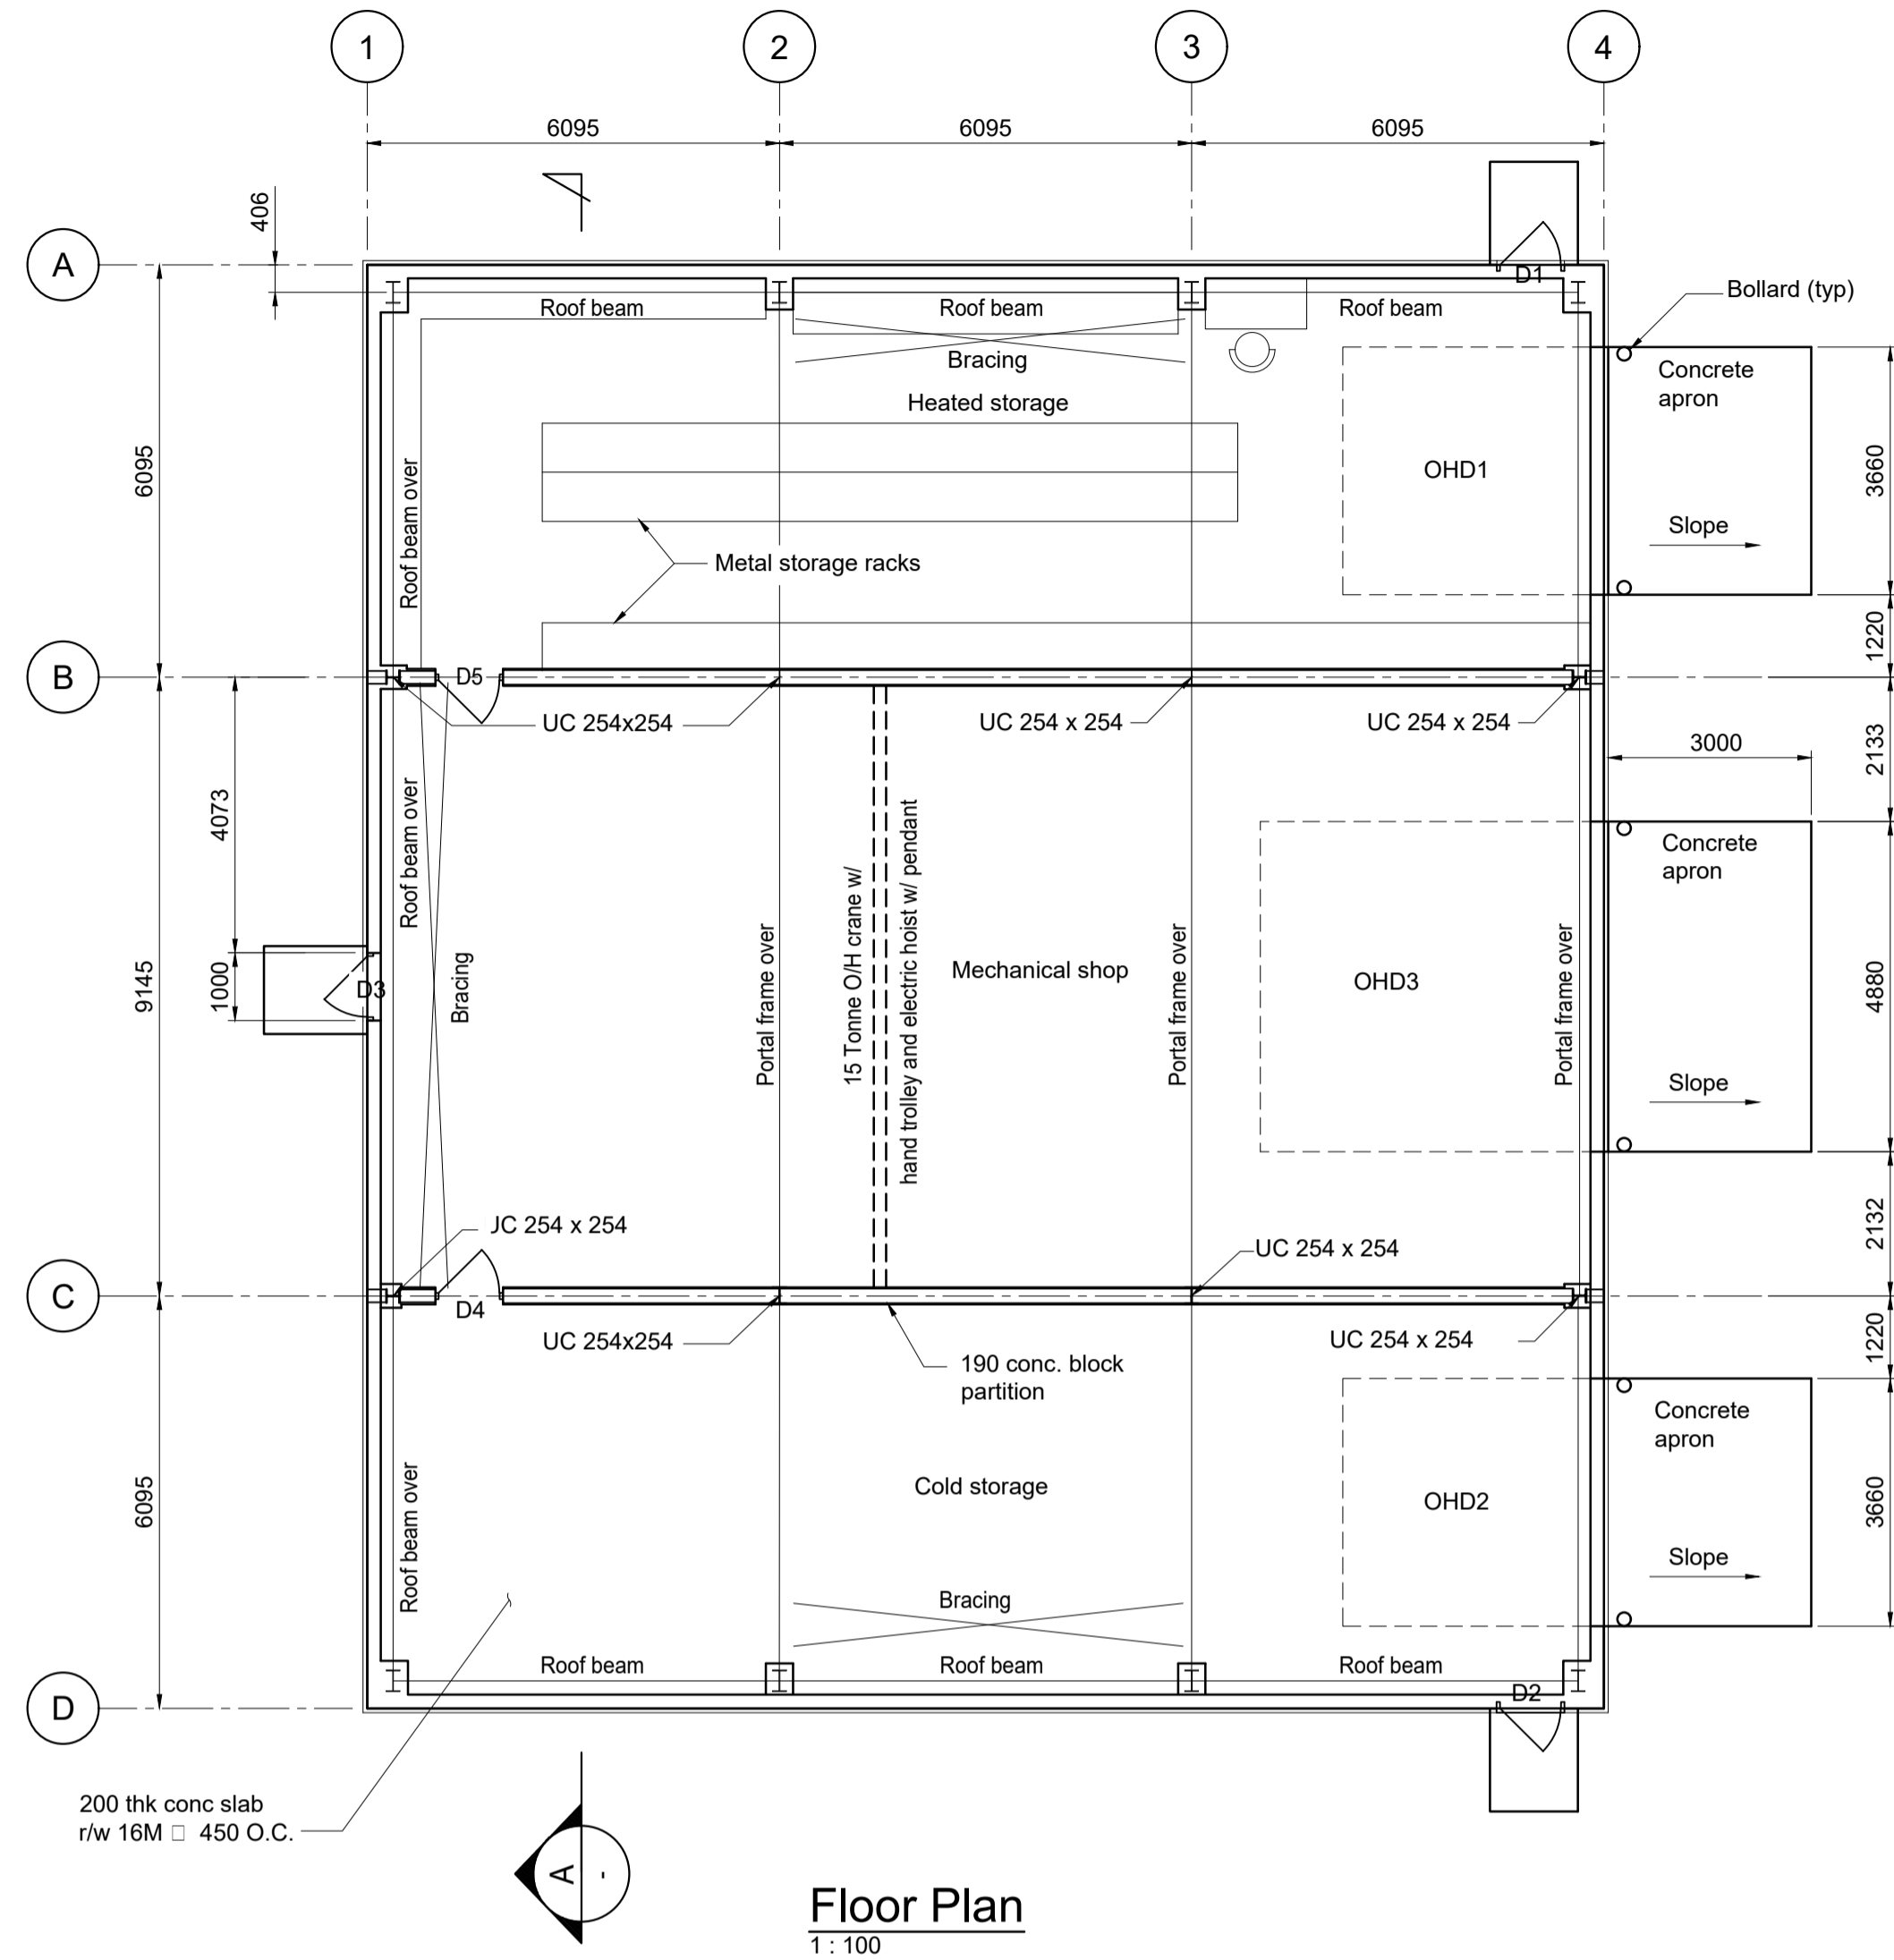 1
2
3
4
6095
6095
6095
406
A
D1
Bollard (typ)
Roof beam
Roof beam
Roof beam
Bracing
Concrete
apron
Heated storage
3660
6095
Roof beam over
OHD1
Slope
Metal storage racks
1220
B
D5
UC 254x254
UC 254 x 254
UC 254 x 254
3000
2133
4073
Roof beam over
Concrete
apron
15 Tonne O/H crane w/
hand trolley and electric hoist w/ pendant
9145
1000
D3
Bracing
Portal frame over
Mechanical shop
Portal frame over
OHD3
Portal frame over
4880
Slope
JC 254 x 254
UC 254 x 254
2132
C
D4
UC 254x254
UC 254 x 254
190 conc. block
partition
1220
Concrete
apron
6095
Roof beam over
Cold storage
OHD2
3660
Slope
Bracing
Roof beam
Roof beam
Roof beam
D
D2
200 thk conc slab
r/w 16M □ 450 O.C.
A
-
Floor Plan
1 : 100